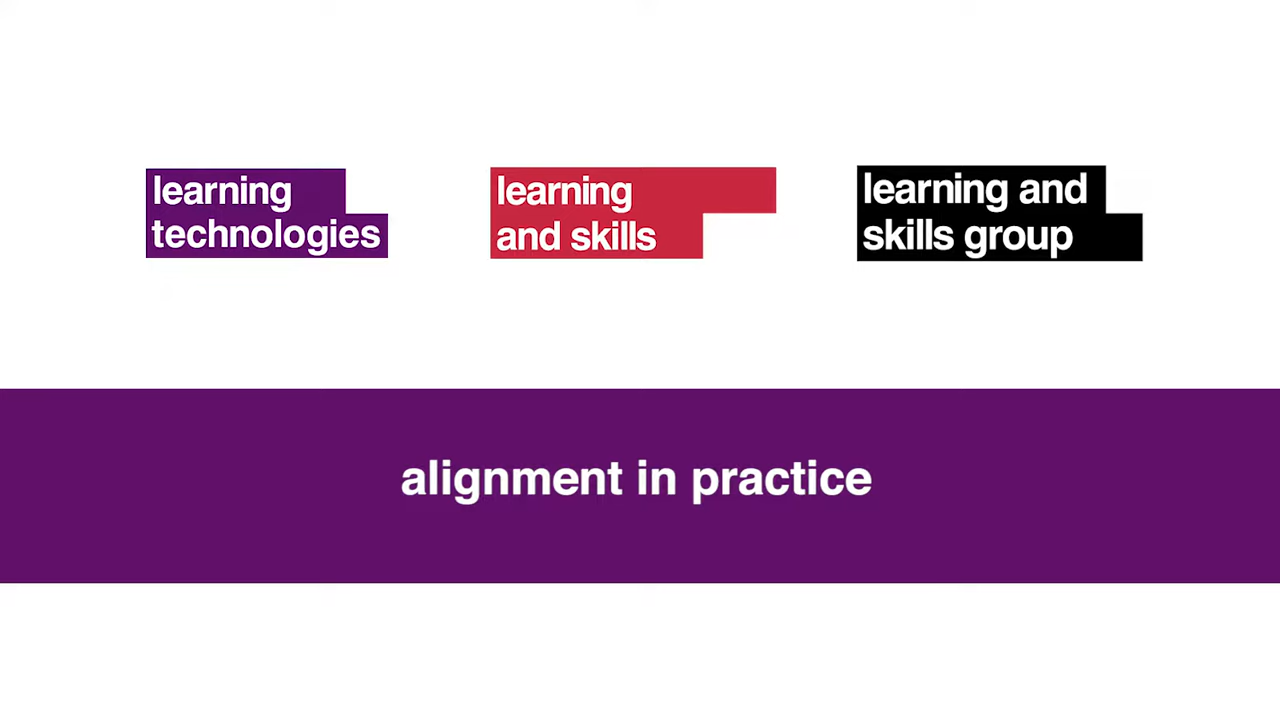 learning
technologies
learning
and skills
learning and
skills group
alignment in practice